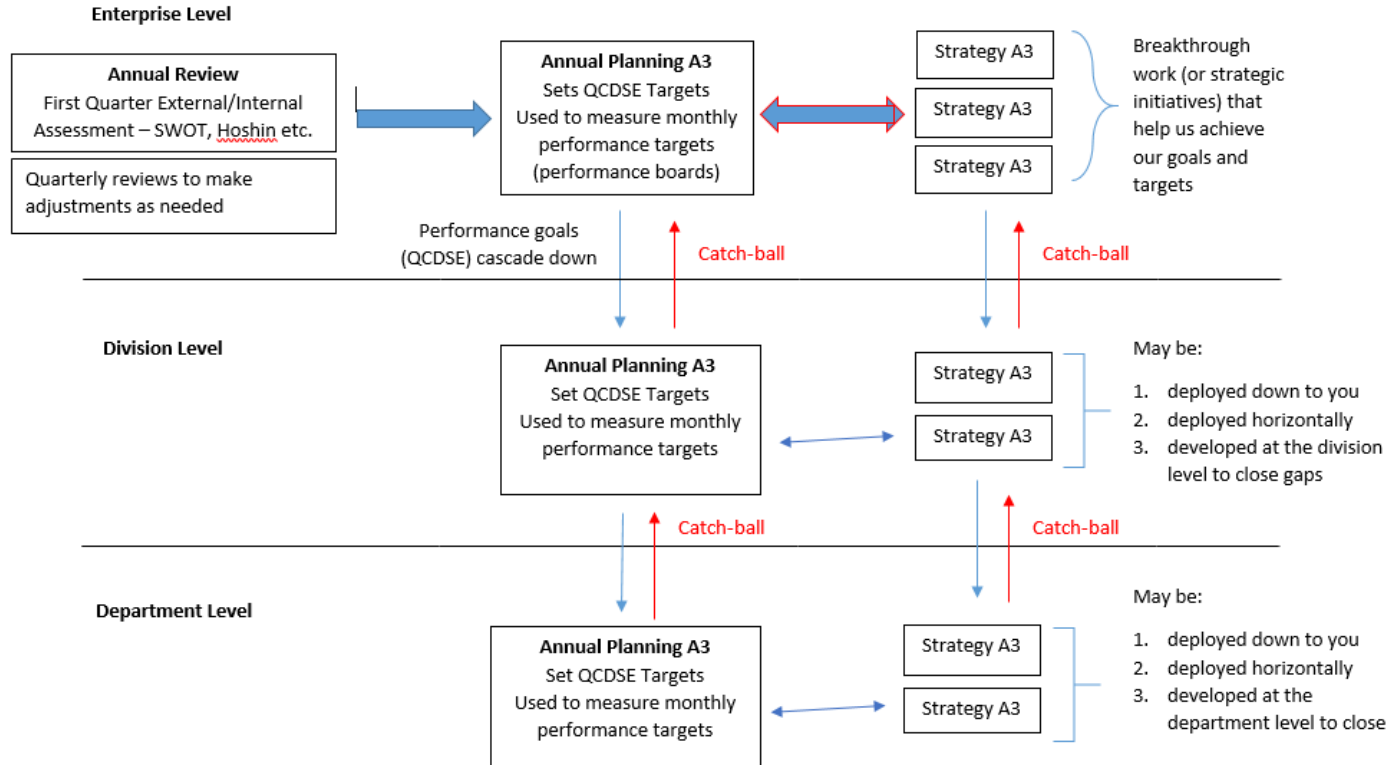 Enterprise Level
Annual Review
First Quarter External/Internal
Assessment – SWOT, Hoshin etc.
Quarterly reviews to make
adjustments as needed
Annual Planning A3
Sets QCDSE Targets
Used to measure monthly
performance targets
(performance boards)
Strategy A3
Strategy A3
Strategy A3
Breakthrough
work (or strategic
initiatives) that
help us achieve
our goals and
targets
Performance goals
(QCDSE) cascade down
Catch-ball
Catch-ball
Division Level
Annual Planning A3
Set QCDSE Targets
Used to measure monthly
performance targets
Strategy A3
Strategy A3
May be:
1. deployed down to you
2. deployed horizontally
3. developed at the division
level to close gaps
Catch-ball
Catch-ball
Department Level
Annual Planning A3
Set QCDSE Targets
Used to measure monthly
performance targets
Strategy A3
Strategy A3
May be:
1. deployed down to you
2. deployed horizontally
3. developed at the
department level to close